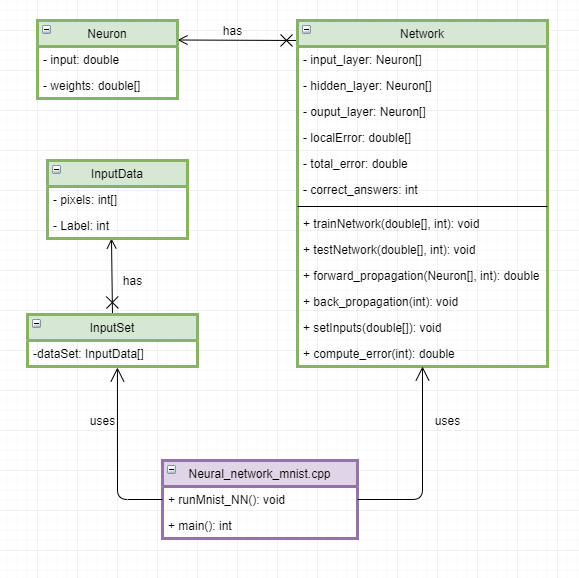 Neuron
- input: double
- weights: double[]
has
Network
- input_layer: Neuron[]
- hidden_layer: Neuron[]
- ouput_layer: Neuron[]
- localError: double[]
- total_error: double
- correct_answers: int
+ trainNetwork(double[], int): void
+ testNetwork(double[], int): void
+ forward_propagation(Neuron[], int): double
+ back_propagation(int): void
+ setInputs(double[]): void
+ compute_error(int): double
InputData
- pixels: int[]
- Label: int
has
InputSet
-dataSet: InputData[]
uses
uses
Neural_network_mnist.cpp
+ runMnist_NN(): void
+ main(): int